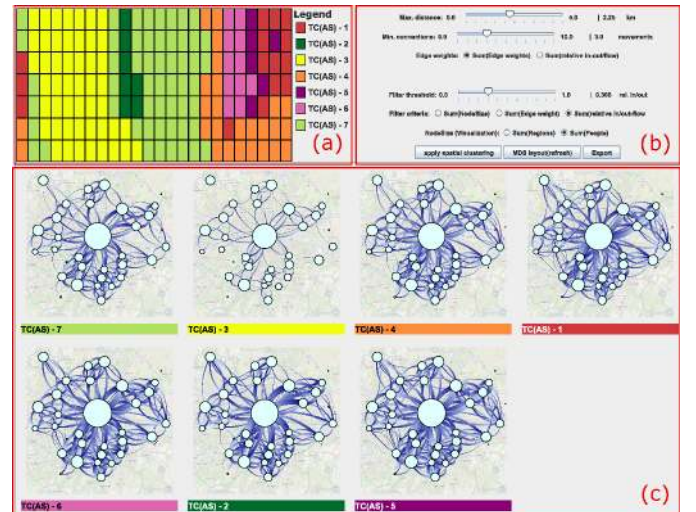 Legend
TC(AS) - 1
TC(AS) - 2
TC(AS) - 3
TC(AS) - 4
TC(AS) - 5
TC(AS) - 6
TC(AS) - 7
(a)
Max. distance: 0.0 5.0 | 2.25 km
Min. connections: 0.0 10.0 | 3.0 movements
Edge weights: Sum(Edge weights) Sum(relative in/outflow)
Filter threshold: 0.0 1.0 | 0.305 rel. in/out
Filter criteria: Sum(NodeSize) Sum(Edge weight) Sum(relative in/outflow)
NodeSize (Visualization): Sum(Regions) Sum(People)
apply spatial clustering MDS layout(refresh) Export
(b)
TC(AS) - 7 TC(AS) - 3 TC(AS) - 4 TC(AS) - 1
TC(AS) - 6 TC(AS) - 2 TC(AS) - 5
(c)